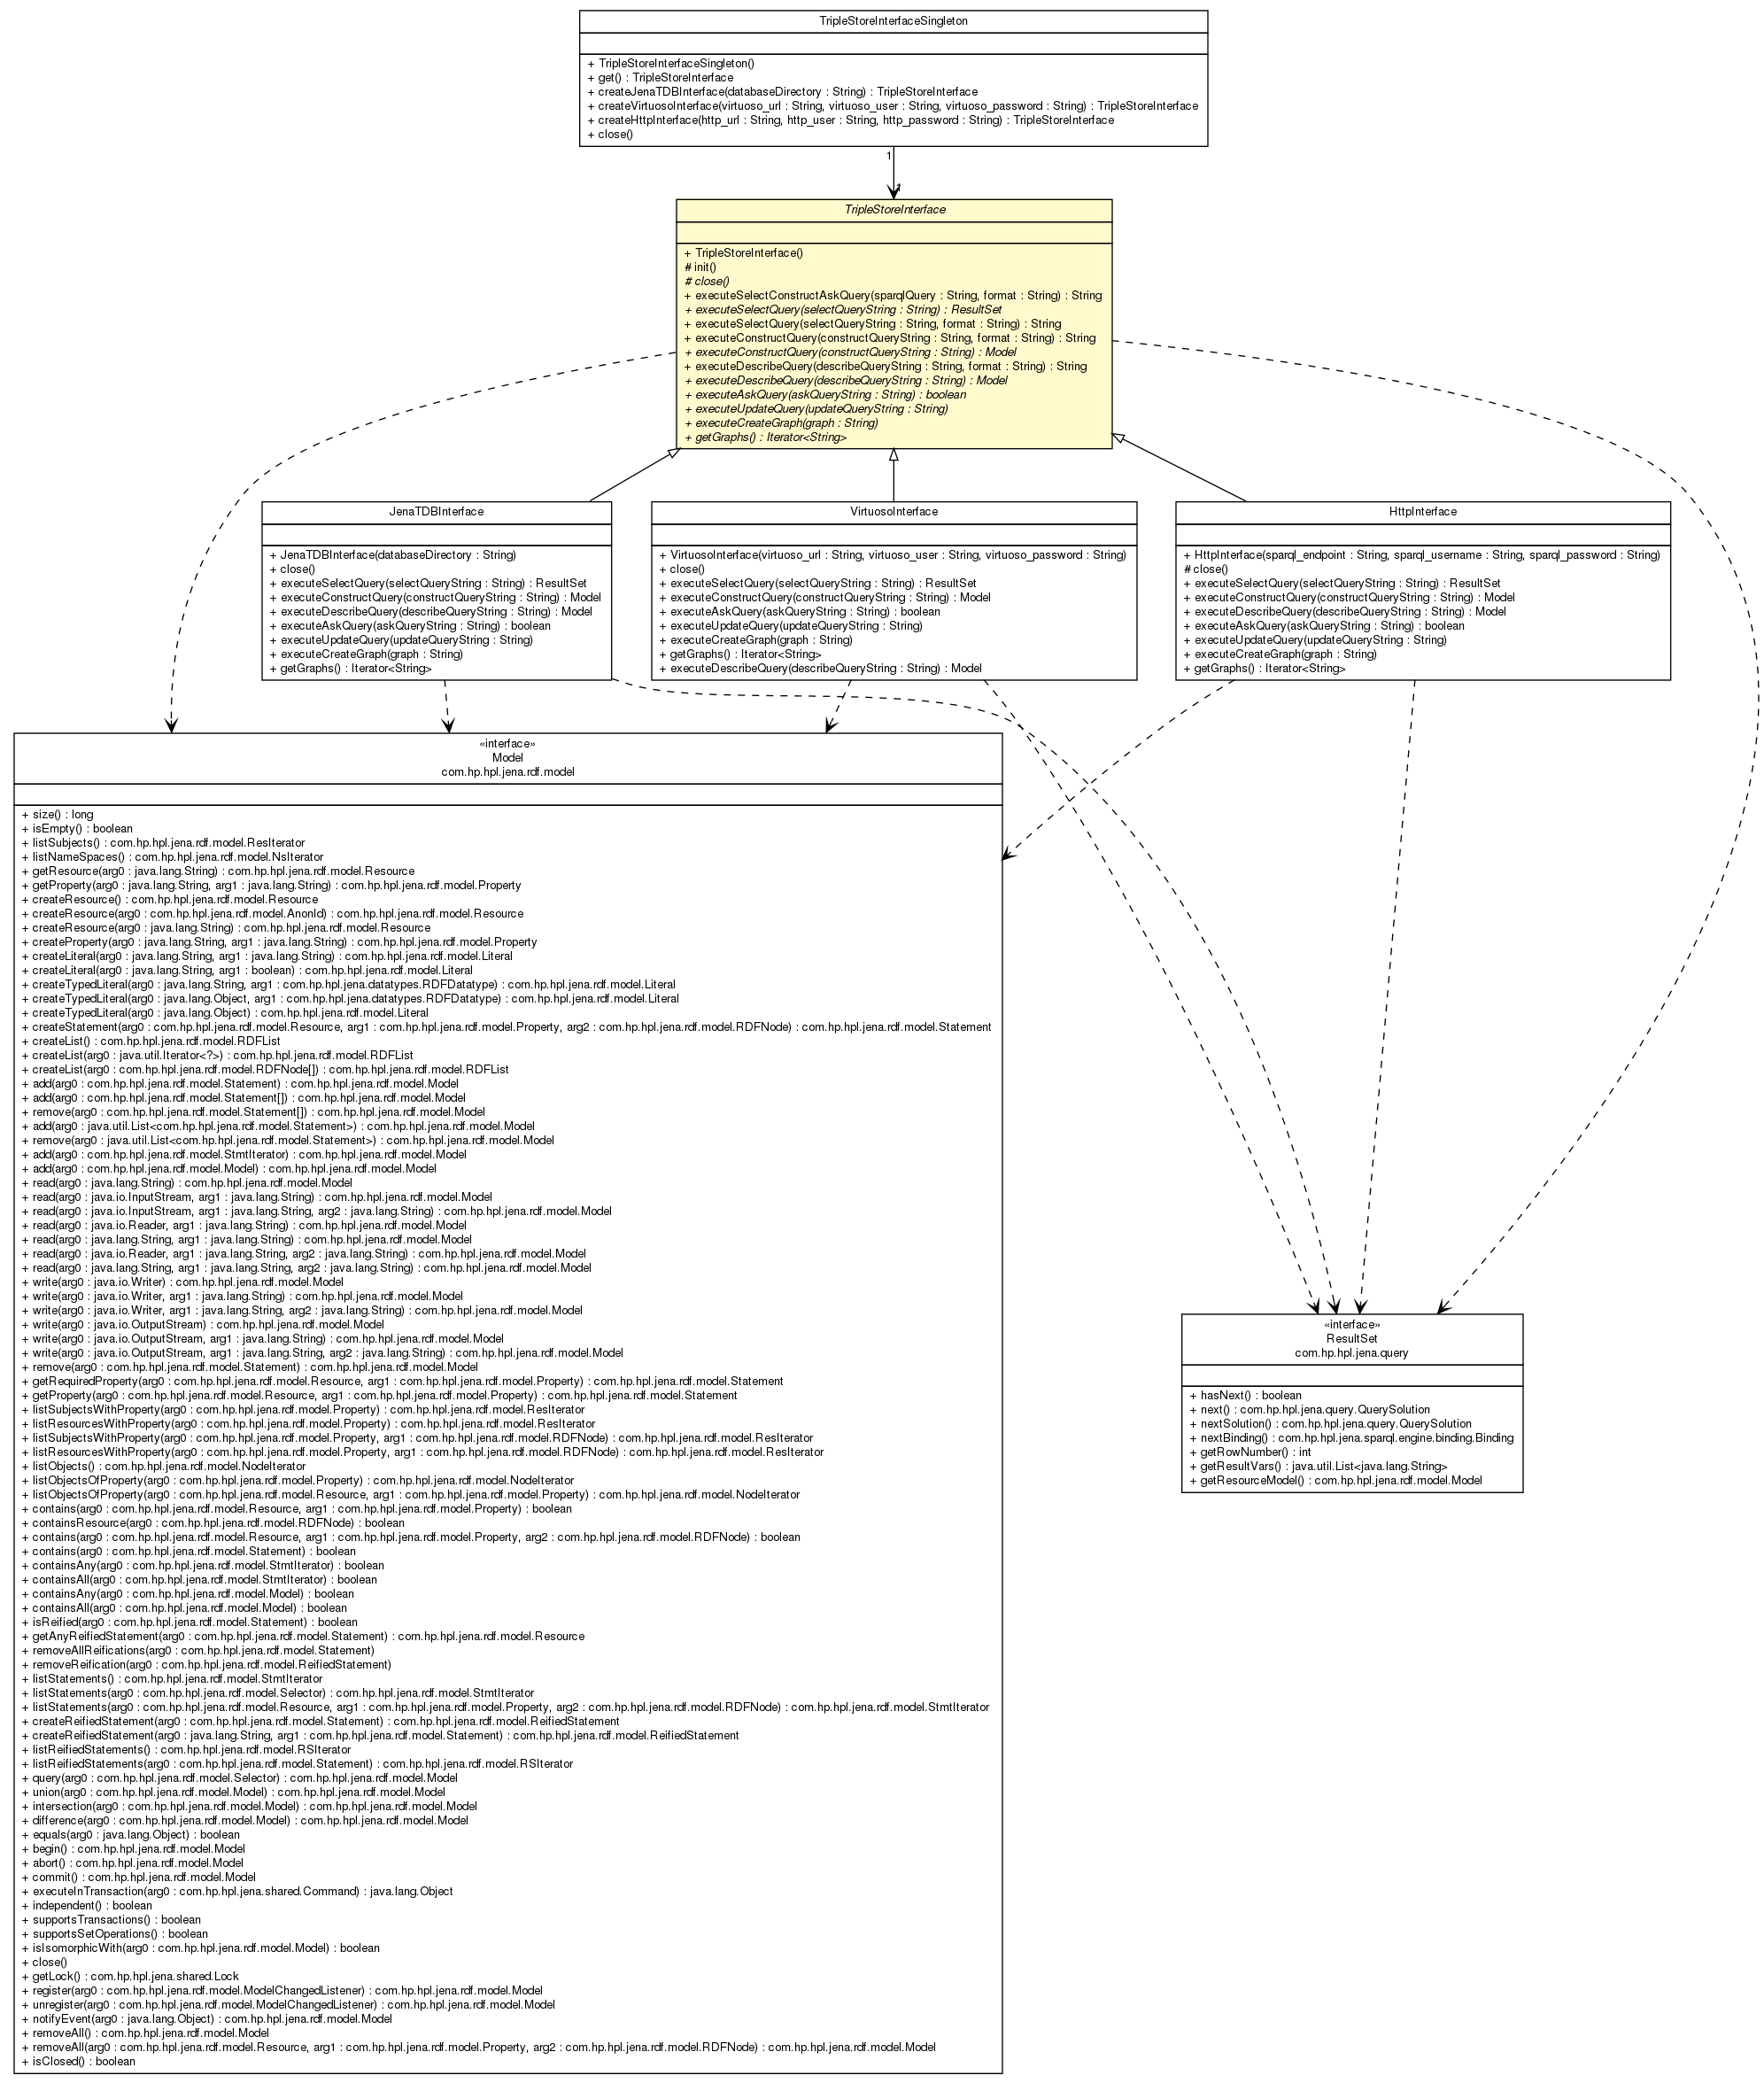 TripleStoreInterfaceSingleton
+ TripleStoreInterfaceSingleton()
+ get() : TripleStoreInterface
+ createJenaTDBInterface(databaseDirectory : String) : TripleStoreInterface
+ createVirtuosoInterface(virtuoso_url : String, virtuoso_user : String, virtuoso_password : String) : TripleStoreInterface
+ createHttpInterface(http_url : String, http_user : String, http_password : String) : TripleStoreInterface
+ close()
1
1
TripleStoreInterface
+ TripleStoreInterface()
# init()
# close()
+ executeSelectConstructAskQuery(sparqlQuery : String, format : String) : String
+ executeSelectQuery(selectQueryString : String) : ResultSet
+ executeSelectQuery(selectQueryString : String, format : String) : String
+ executeConstructQuery(constructQueryString : String, format : String) : String
+ executeConstructQuery(constructQueryString : String) : Model
+ executeDescribeQuery(describeQueryString : String, format : String) : String
+ executeDescribeQuery(describeQueryString : String) : Model
+ executeAskQuery(askQueryString : String) : boolean
+ executeUpdateQuery(updateQueryString : String)
+ executeCreateGraph(graph : String)
+ getGraphs() : Iterator<String>
JenaTDBInterface
+ JenaTDBInterface(databaseDirectory : String)
+ close()
+ executeSelectQuery(selectQueryString : String) : ResultSet
+ executeConstructQuery(constructQueryString : String) : Model
+ executeDescribeQuery(describeQueryString : String) : Model
+ executeAskQuery(askQueryString : String) : boolean
+ executeUpdateQuery(updateQueryString : String)
+ executeCreateGraph(graph : String)
+ getGraphs() : Iterator<String>
VirtuosoInterface
+ VirtuosoInterface(virtuoso_url : String, virtuoso_user : String, virtuoso_password : String)
+ close()
+ executeSelectQuery(selectQueryString : String) : ResultSet
+ executeConstructQuery(constructQueryString : String) : Model
+ executeAskQuery(askQueryString : String) : boolean
+ executeUpdateQuery(updateQueryString : String)
+ executeCreateGraph(graph : String)
+ getGraphs() : Iterator<String>
+ executeDescribeQuery(describeQueryString : String) : Model
HttpInterface
+ HttpInterface(sparql_endpoint : String, sparql_username : String, sparql_password : String)
# close()
+ executeSelectQuery(selectQueryString : String) : ResultSet
+ executeConstructQuery(constructQueryString : String) : Model
+ executeDescribeQuery(describeQueryString : String) : Model
+ executeAskQuery(askQueryString : String) : boolean
+ executeUpdateQuery(updateQueryString : String)
+ executeCreateGraph(graph : String)
+ getGraphs() : Iterator<String>
«interface»
Model
com.hp.hpl.jena.rdf.model
+ size() : long
+ isEmpty() : boolean
+ listSubjects() : com.hp.hpl.jena.rdf.model.ResIterator
+ listNameSpaces() : com.hp.hpl.jena.rdf.model.NsIterator
+ getResource(arg0 : java.lang.String) : com.hp.hpl.jena.rdf.model.Resource
+ getProperty(arg0 : java.lang.String, arg1 : java.lang.String) : com.hp.hpl.jena.rdf.model.Property
+ createResource() : com.hp.hpl.jena.rdf.model.Resource
+ createResource(arg0 : com.hp.hpl.jena.rdf.model.AnonId) : com.hp.hpl.jena.rdf.model.Resource
+ createResource(arg0 : java.lang.String) : com.hp.hpl.jena.rdf.model.Resource
+ createProperty(arg0 : java.lang.String, arg1 : java.lang.String) : com.hp.hpl.jena.rdf.model.Property
+ createLiteral(arg0 : java.lang.String, arg1 : java.lang.String) : com.hp.hpl.jena.rdf.model.Literal
+ createLiteral(arg0 : java.lang.String, arg1 : boolean) : com.hp.hpl.jena.rdf.model.Literal
+ createTypedLiteral(arg0 : java.lang.String, arg1 : com.hp.hpl.jena.datatypes.RDFDatatype) : com.hp.hpl.jena.rdf.model.Literal
+ createTypedLiteral(arg0 : java.lang.Object, arg1 : com.hp.hpl.jena.datatypes.RDFDatatype) : com.hp.hpl.jena.rdf.model.Literal
+ createTypedLiteral(arg0 : java.lang.Object) : com.hp.hpl.jena.rdf.model.Literal
+ createStatement(arg0 : com.hp.hpl.jena.rdf.model.Resource, arg1 : com.hp.hpl.jena.rdf.model.Property, arg2 : com.hp.hpl.jena.rdf.model.RDFNode) : com.hp.hpl.jena.rdf.model.Statement
+ createList() : com.hp.hpl.jena.rdf.model.RDFList
+ createList(arg0 : java.util.Iterator<?>) : com.hp.hpl.jena.rdf.model.RDFList
+ createList(arg0 : com.hp.hpl.jena.rdf.model.RDFNode[]) : com.hp.hpl.jena.rdf.model.RDFList
+ add(arg0 : com.hp.hpl.jena.rdf.model.Statement) : com.hp.hpl.jena.rdf.model.Model
+ add(arg0 : com.hp.hpl.jena.rdf.model.Statement[]) : com.hp.hpl.jena.rdf.model.Model
+ remove(arg0 : com.hp.hpl.jena.rdf.model.Statement[]) : com.hp.hpl.jena.rdf.model.Model
+ add(arg0 : java.util.List<com.hp.hpl.jena.rdf.model.Statement>) : com.hp.hpl.jena.rdf.model.Model
+ remove(arg0 : java.util.List<com.hp.hpl.jena.rdf.model.Statement>) : com.hp.hpl.jena.rdf.model.Model
+ add(arg0 : com.hp.hpl.jena.rdf.model.StmtIterator) : com.hp.hpl.jena.rdf.model.Model
+ add(arg0 : com.hp.hpl.jena.rdf.model.Model) : com.hp.hpl.jena.rdf.model.Model
+ read(arg0 : java.lang.String) : com.hp.hpl.jena.rdf.model.Model
+ read(arg0 : java.io.InputStream, arg1 : java.lang.String) : com.hp.hpl.jena.rdf.model.Model
+ read(arg0 : java.io.InputStream, arg1 : java.lang.String, arg2 : java.lang.String) : com.hp.hpl.jena.rdf.model.Model
+ read(arg0 : java.io.Reader, arg1 : java.lang.String) : com.hp.hpl.jena.rdf.model.Model
+ read(arg0 : java.lang.String, arg1 : java.lang.String) : com.hp.hpl.jena.rdf.model.Model
+ read(arg0 : java.io.Reader, arg1 : java.lang.String, arg2 : java.lang.String) : com.hp.hpl.jena.rdf.model.Model
+ read(arg0 : java.lang.String, arg1 : java.lang.String, arg2 : java.lang.String) : com.hp.hpl.jena.rdf.model.Model
+ write(arg0 : java.io.Writer) : com.hp.hpl.jena.rdf.model.Model
+ write(arg0 : java.io.Writer, arg1 : java.lang.String) : com.hp.hpl.jena.rdf.model.Model
+ write(arg0 : java.io.Writer, arg1 : java.lang.String, arg2 : java.lang.String) : com.hp.hpl.jena.rdf.model.Model
+ write(arg0 : java.io.OutputStream) : com.hp.hpl.jena.rdf.model.Model
+ write(arg0 : java.io.OutputStream, arg1 : java.lang.String) : com.hp.hpl.jena.rdf.model.Model
+ write(arg0 : java.io.OutputStream, arg1 : java.lang.String, arg2 : java.lang.String) : com.hp.hpl.jena.rdf.model.Model
+ remove(arg0 : com.hp.hpl.jena.rdf.model.Statement) : com.hp.hpl.jena.rdf.model.Model
+ getRequiredProperty(arg0 : com.hp.hpl.jena.rdf.model.Resource, arg1 : com.hp.hpl.jena.rdf.model.Property) : com.hp.hpl.jena.rdf.model.Statement
+ getProperty(arg0 : com.hp.hpl.jena.rdf.model.Resource, arg1 : com.hp.hpl.jena.rdf.model.Property) : com.hp.hpl.jena.rdf.model.Statement
+ listSubjectsWithProperty(arg0 : com.hp.hpl.jena.rdf.model.Property) : com.hp.hpl.jena.rdf.model.ResIterator
+ listResourcesWithProperty(arg0 : com.hp.hpl.jena.rdf.model.Property) : com.hp.hpl.jena.rdf.model.ResIterator
+ listSubjectsWithProperty(arg0 : com.hp.hpl.jena.rdf.model.Property, arg1 : com.hp.hpl.jena.rdf.model.RDFNode) : com.hp.hpl.jena.rdf.model.ResIterator
+ listResourcesWithProperty(arg0 : com.hp.hpl.jena.rdf.model.Property, arg1 : com.hp.hpl.jena.rdf.model.RDFNode) : com.hp.hpl.jena.rdf.model.ResIterator
+ listObjects() : com.hp.hpl.jena.rdf.model.NodeIterator
+ listObjectsOfProperty(arg0 : com.hp.hpl.jena.rdf.model.Property) : com.hp.hpl.jena.rdf.model.NodeIterator
+ listObjectsOfProperty(arg0 : com.hp.hpl.jena.rdf.model.Resource, arg1 : com.hp.hpl.jena.rdf.model.Property) : com.hp.hpl.jena.rdf.model.NodeIterator
+ contains(arg0 : com.hp.hpl.jena.rdf.model.Resource, arg1 : com.hp.hpl.jena.rdf.model.Property) : boolean
+ containsResource(arg0 : com.hp.hpl.jena.rdf.model.RDFNode) : boolean
+ contains(arg0 : com.hp.hpl.jena.rdf.model.Resource, arg1 : com.hp.hpl.jena.rdf.model.Property, arg2 : com.hp.hpl.jena.rdf.model.RDFNode) : boolean
+ contains(arg0 : com.hp.hpl.jena.rdf.model.Statement) : boolean
+ containsAny(arg0 : com.hp.hpl.jena.rdf.model.StmtIterator) : boolean
+ containsAll(arg0 : com.hp.hpl.jena.rdf.model.StmtIterator) : boolean
+ containsAny(arg0 : com.hp.hpl.jena.rdf.model.Model) : boolean
+ containsAll(arg0 : com.hp.hpl.jena.rdf.model.Model) : boolean
+ isReified(arg0 : com.hp.hpl.jena.rdf.model.Statement) : boolean
+ getAnyReifiedStatement(arg0 : com.hp.hpl.jena.rdf.model.Statement) : com.hp.hpl.jena.rdf.model.Resource
+ removeAllReifications(arg0 : com.hp.hpl.jena.rdf.model.Statement)
+ removeReification(arg0 : com.hp.hpl.jena.rdf.model.ReifiedStatement)
+ listStatements() : com.hp.hpl.jena.rdf.model.StmtIterator
+ listStatements(arg0 : com.hp.hpl.jena.rdf.model.Selector) : com.hp.hpl.jena.rdf.model.StmtIterator
+ listStatements(arg0 : com.hp.hpl.jena.rdf.model.Resource, arg1 : com.hp.hpl.jena.rdf.model.Property, arg2 : com.hp.hpl.jena.rdf.model.RDFNode) : com.hp.hpl.jena.rdf.model.StmtIterator
+ createReifiedStatement(arg0 : com.hp.hpl.jena.rdf.model.Statement) : com.hp.hpl.jena.rdf.model.ReifiedStatement
+ createReifiedStatement(arg0 : java.lang.String, arg1 : com.hp.hpl.jena.rdf.model.Statement) : com.hp.hpl.jena.rdf.model.ReifiedStatement
+ listReifiedStatements() : com.hp.hpl.jena.rdf.model.RSIterator
+ listReifiedStatements(arg0 : com.hp.hpl.jena.rdf.model.Statement) : com.hp.hpl.jena.rdf.model.RSIterator
+ query(arg0 : com.hp.hpl.jena.rdf.model.Selector) : com.hp.hpl.jena.rdf.model.Model
+ union(arg0 : com.hp.hpl.jena.rdf.model.Model) : com.hp.hpl.jena.rdf.model.Model
+ intersection(arg0 : com.hp.hpl.jena.rdf.model.Model) : com.hp.hpl.jena.rdf.model.Model
+ difference(arg0 : com.hp.hpl.jena.rdf.model.Model) : com.hp.hpl.jena.rdf.model.Model
+ equals(arg0 : java.lang.Object) : boolean
+ begin() : com.hp.hpl.jena.rdf.model.Model
+ abort() : com.hp.hpl.jena.rdf.model.Model
+ commit() : com.hp.hpl.jena.rdf.model.Model
+ executeInTransaction(arg0 : com.hp.hpl.jena.shared.Command) : java.lang.Object
+ independent() : boolean
+ supportsTransactions() : boolean
+ supportsSetOperations() : boolean
+ isIsomorphicWith(arg0 : com.hp.hpl.jena.rdf.model.Model) : boolean
+ close()
+ getLock() : com.hp.hpl.jena.shared.Lock
+ register(arg0 : com.hp.hpl.jena.rdf.model.ModelChangedListener) : com.hp.hpl.jena.rdf.model.Model
+ unregister(arg0 : com.hp.hpl.jena.rdf.model.ModelChangedListener) : com.hp.hpl.jena.rdf.model.Model
+ notifyEvent(arg0 : java.lang.Object) : com.hp.hpl.jena.rdf.model.Model
+ removeAll() : com.hp.hpl.jena.rdf.model.Model
+ removeAll(arg0 : com.hp.hpl.jena.rdf.model.Resource, arg1 : com.hp.hpl.jena.rdf.model.Property, arg2 : com.hp.hpl.jena.rdf.model.RDFNode) : com.hp.hpl.jena.rdf.model.Model
+ isClosed() : boolean
«interface»
ResultSet
com.hp.hpl.jena.query
+ hasNext() : boolean
+ next() : com.hp.hpl.jena.query.QuerySolution
+ nextSolution() : com.hp.hpl.jena.query.QuerySolution
+ nextBinding() : com.hp.hpl.jena.sparql.engine.binding.Binding
+ getRowNumber() : int
+ getResultVars() : java.util.List<java.lang.String>
+ getResourceModel() : com.hp.hpl.jena.rdf.model.Model